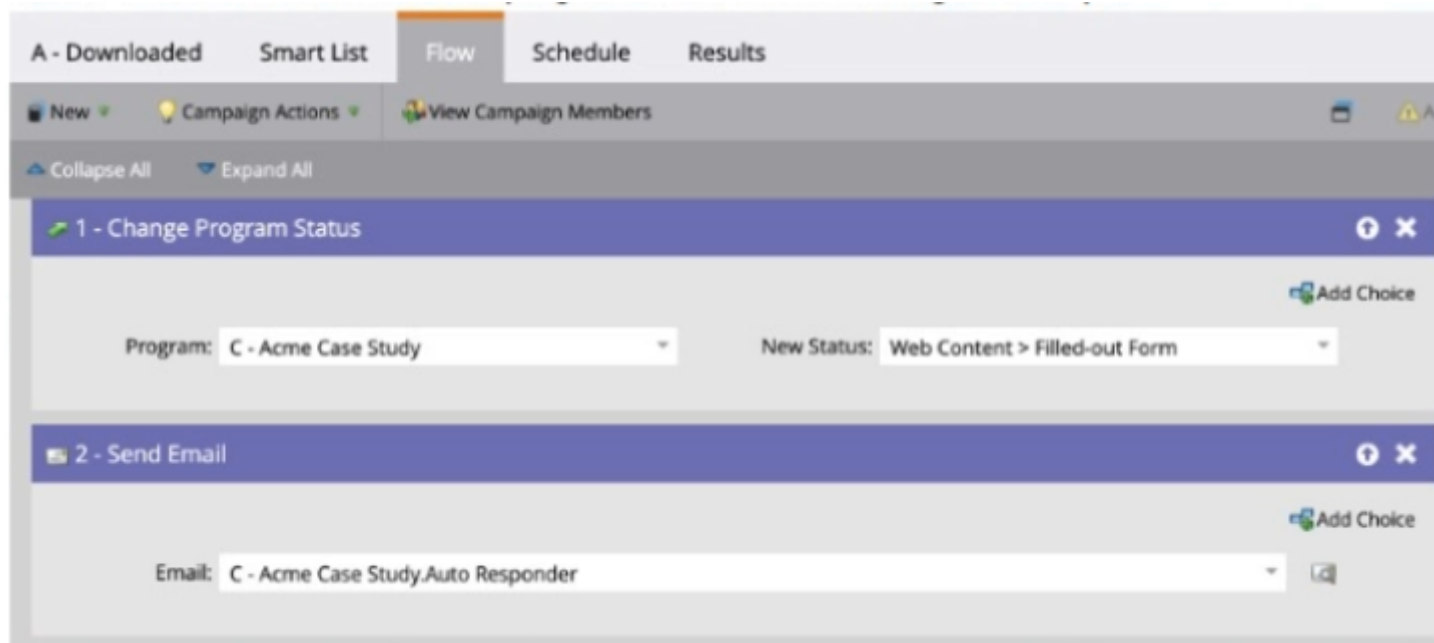 A - Downloaded Smart List Flow Schedule Results
New Campaign Actions View Campaign Members
Collapse All Expand All
1 - Change Program Status
Add Choice
Program: C - Acme Case Study New Status: Web Content > Filled-out Form
2 - Send Email
Add Choice
Email: C - Acme Case Study.Auto Responder